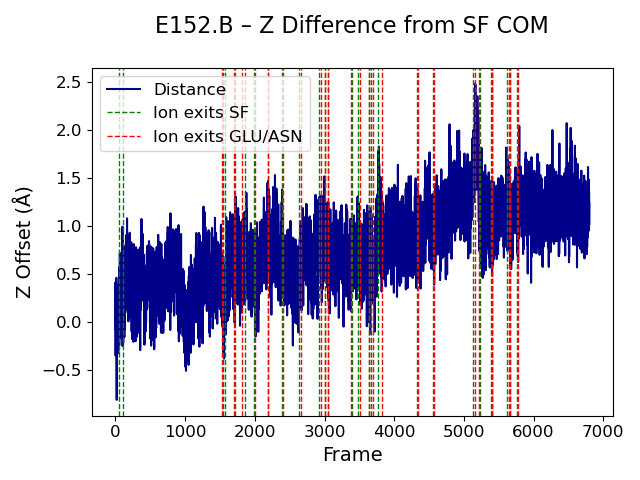 E152.B – Z Difference from SF COM
Distance
Ion exits SF
Ion exits GLU/ASN
Z Offset (Å)
2.5
2.0
1.5
1.0
0.5
0.0
−0.5
0 1000 2000 3000 4000 5000 6000 7000
Frame